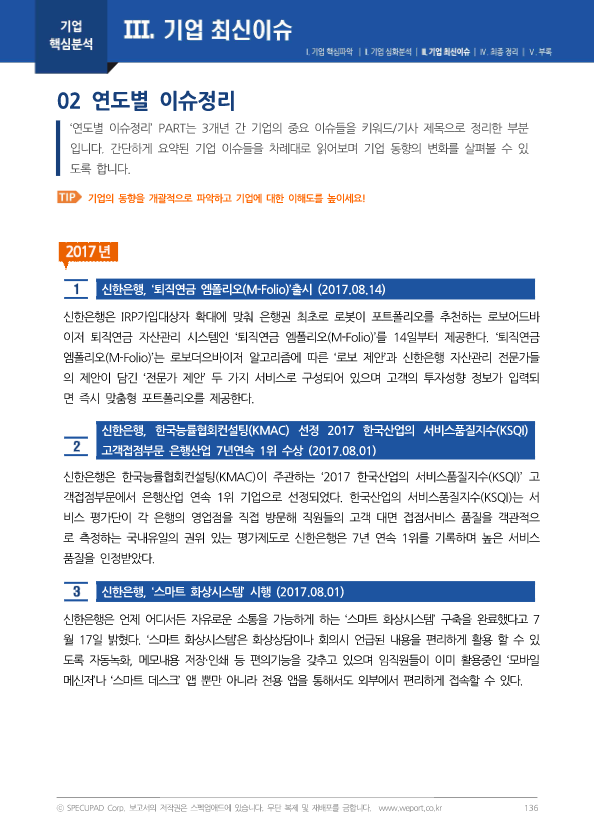 기업
핵심분석
III. 기업 최신이슈
I. 기업 핵심파악 | II. 기업 심화분석 | III. 기업 최신이슈 | IV. 최종 정리 | V. 부록
02 연도별 이슈정리
'연도별 이슈정리' PART는 3개년 간 기업의 중요 이슈들을 키워드/기사 제목으로 정리한 부분
입니다. 간단하게 요약된 기업 이슈들을 차례대로 읽어보며 기업 동향의 변화를 살펴볼 수 있
도록 합니다.
TIP 기업의 동향을 개괄적으로 파악하고 기업에 대한 이해도를 높이세요!
2017년
1 신한은행, '퇴직연금 엠폴리오(M-Folio)'출시 (2017.08.14)
신한은행은 IRP가입대상자 확대에 맞춰 은행권 최초로 로봇이 포트폴리오를 추천하는 로보어드바
이저 퇴직연금 자산관리 시스템인 '퇴직연금 엠폴리오(M-Folio)'를 14일부터 제공한다. '퇴직연금
엠폴리오(M-Folio)'는 로보더으바이저 알고리즘에 따른 '로보 제안'과 신한은행 자산관리 전문가들
의 제안이 담긴 '전문가 제안' 두 가지 서비스로 구성되어 있으며 고객의 투자성향 정보가 입력되
면 즉시 맞춤형 포트폴리오를 제공한다.
신한은행, 한국능률협회컨설팅(KMAC) 선정 2017 한국산업의 서비스품질지수(KSQI)
2 고객접점부문 은행산업 7년연속 1위 수상 (2017.08.01)
신한은행은 한국능률협회컨설팅(KMAC)이 주관하는 '2017 한국산업의 서비스품질지수(KSQI)' 고
객접점부문에서 은행산업 연속 1위 기업으로 선정되었다. 한국산업의 서비스품질지수(KSQI)는 서
비스 평가단이 각 은행의 영업점을 직접 방문해 직원들의 고객 대면 접점서비스 품질을 객관적으
로 측정하는 국내유일의 권위 있는 평가제도로 신한은행은 7년 연속 1위를 기록하며 높은 서비스
품질을 인정받았다.
3 신한은행, '스마트 화상시스템' 시행 (2017.08.01)
신한은행은 언제 어디서든 자유로운 소통을 가능하게 하는 '스마트 화상시스템' 구축을 완료했다고 7
월 17일 밝혔다. '스마트 화상시스템'은 화상상담이나 회의시 언급된 내용을 편리하게 활용 할 수 있
도록 자동녹화, 메모내용 저장·인쇄 등 편의기능을 갖추고 있으며 임직원들이 이미 활용중인 '모바일
메신저'나 '스마트 데스크' 앱 뿐만 아니라 전용 앱을 통해서도 외부에서 편리하게 접속할 수 있다.
ⓒ SPECUPAD Corp. 보고서의 저작권은 스펙업애드에 있습니다. 무단 복제 및 재배포를 금합니다. www.weport.co.kr 136